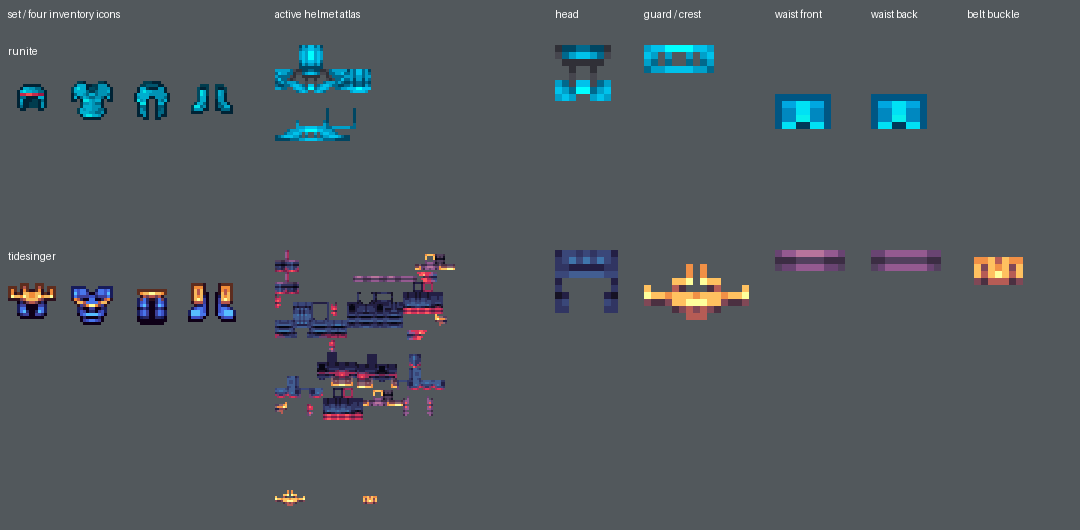 set / four inventory icons
active helmet atlas
head
guard / crest
waist front
waist back
belt buckle
runite
tidesinger